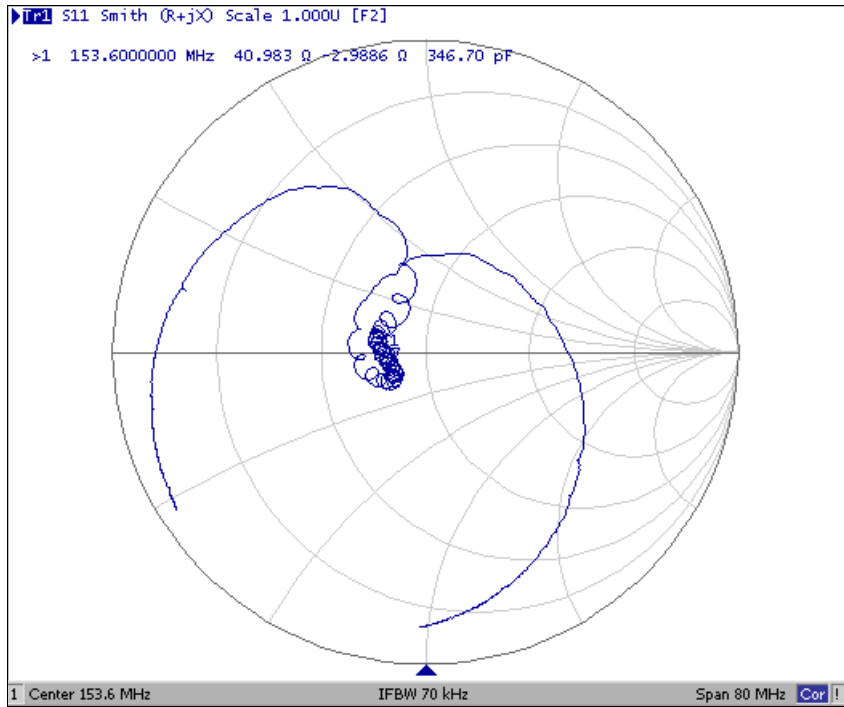 Tr1 S11 Smith (R+jX) Scale 1.000U [F2]
>1 153.6000000 MHz 40.983 Ω -2.9886 Ω 346.70 pF
1
1 Center 153.6 MHz IFBW 70 kHz Span 80 MHz Cor !